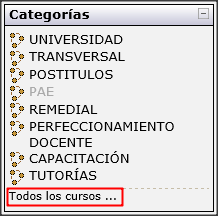 Categorías
UNIVERSIDAD
TRANSVERSAL
POSTITULOS
PAE
REMEDIAL
PERFECCIONAMIENTO
DOCENTE
CAPACITACIÓN
TUTORÍAS
Todos los cursos ...